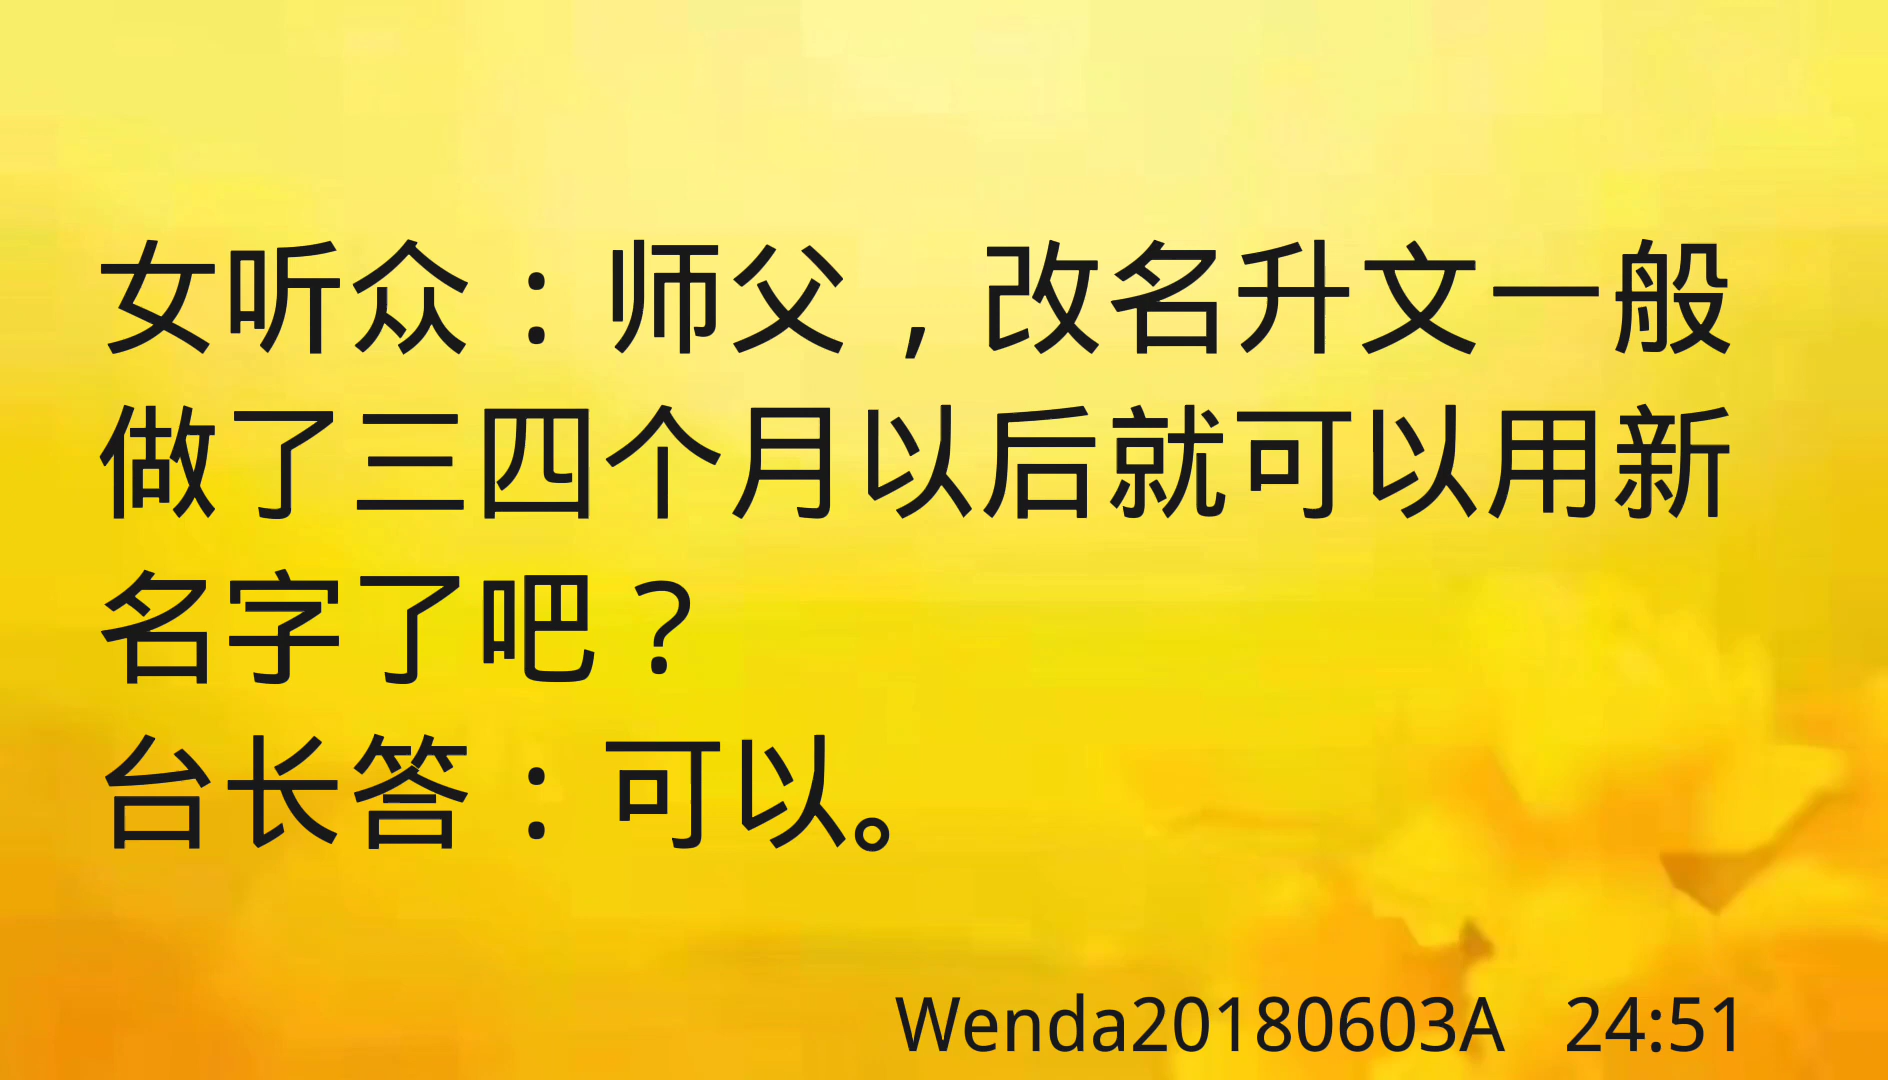 女听众：师父，改名升文一般
做了三四个月以后就可以用新
名字了吧？
台长答：可以。
Wenda20180603A 24:51